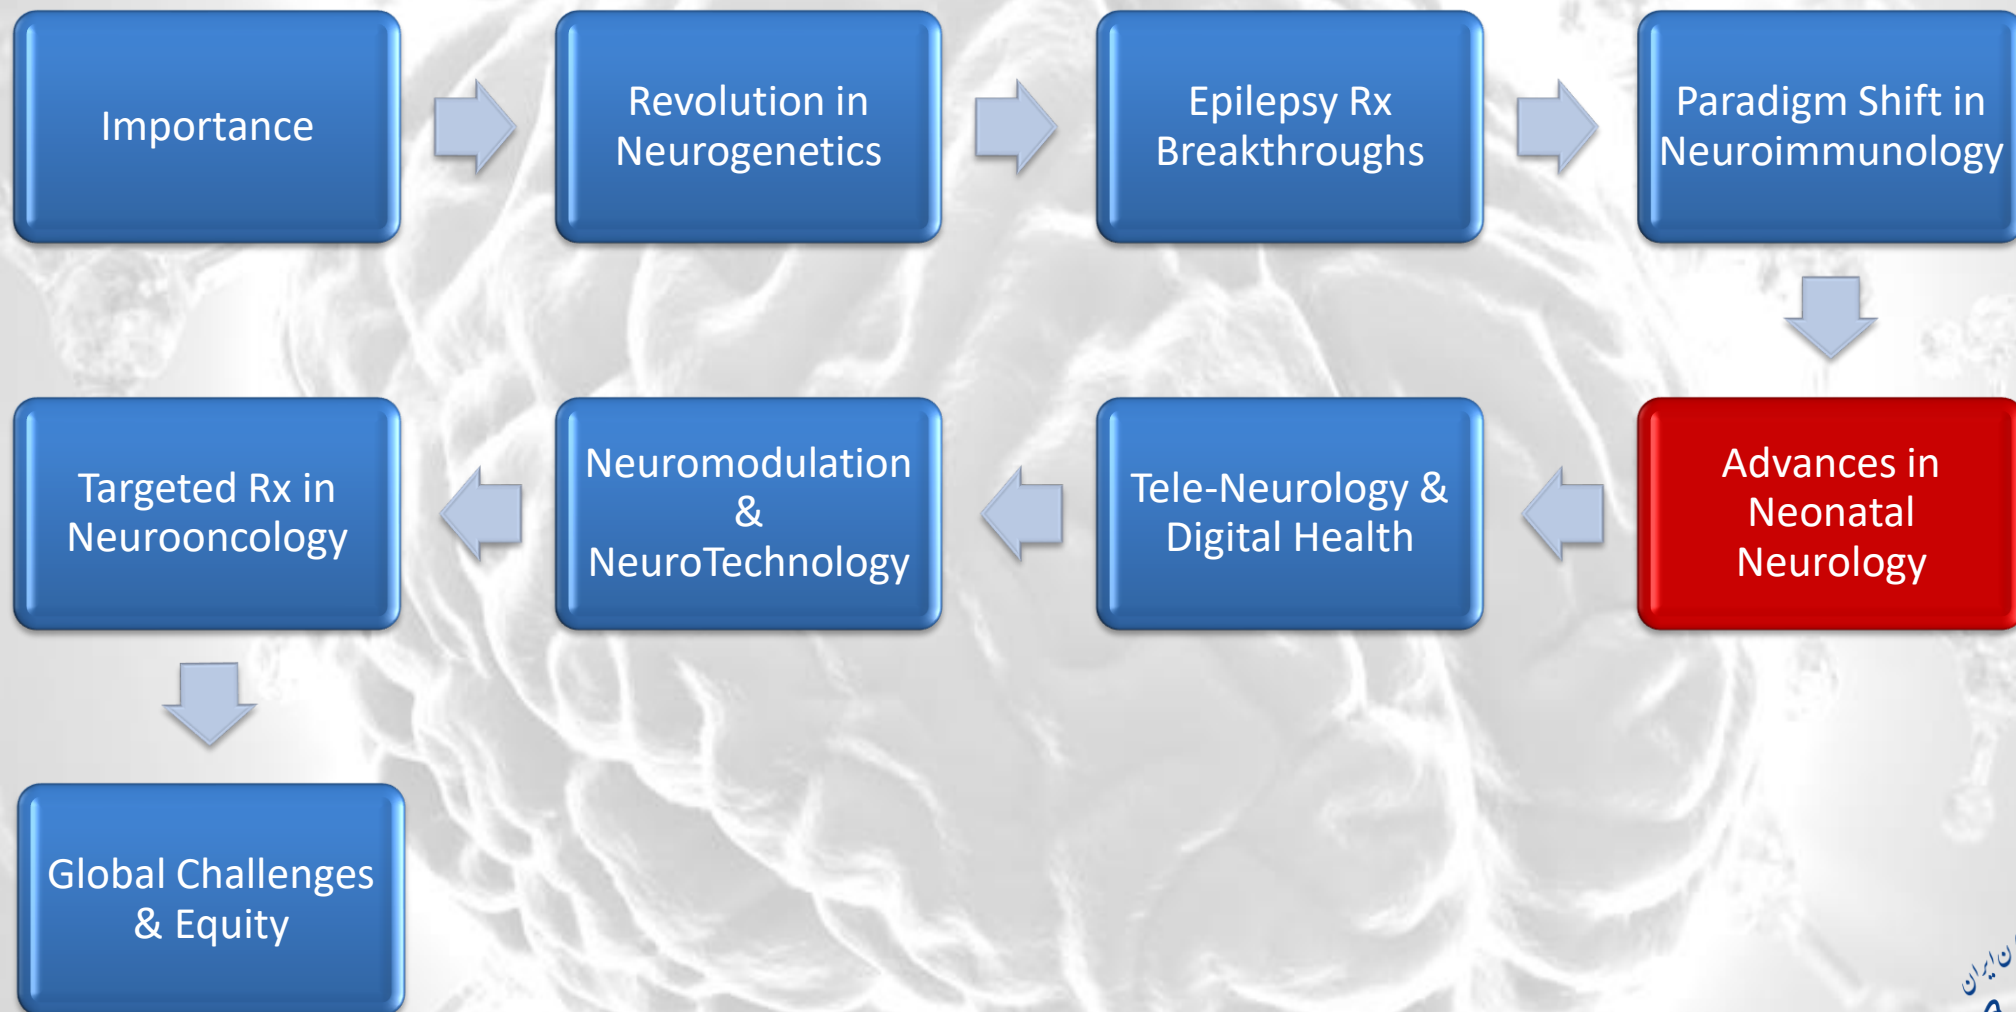 Importance
Revolution in
Neurogenetics
Epilepsy Rx
Breakthroughs
Paradigm Shift in
Neuroimmunology
Advances in
Neonatal
Neurology
Tele-Neurology &
Digital Health
Neuromodulation
&
NeuroTechnology
Targeted Rx in
Neurooncology
Global Challenges
& Equity
ایران